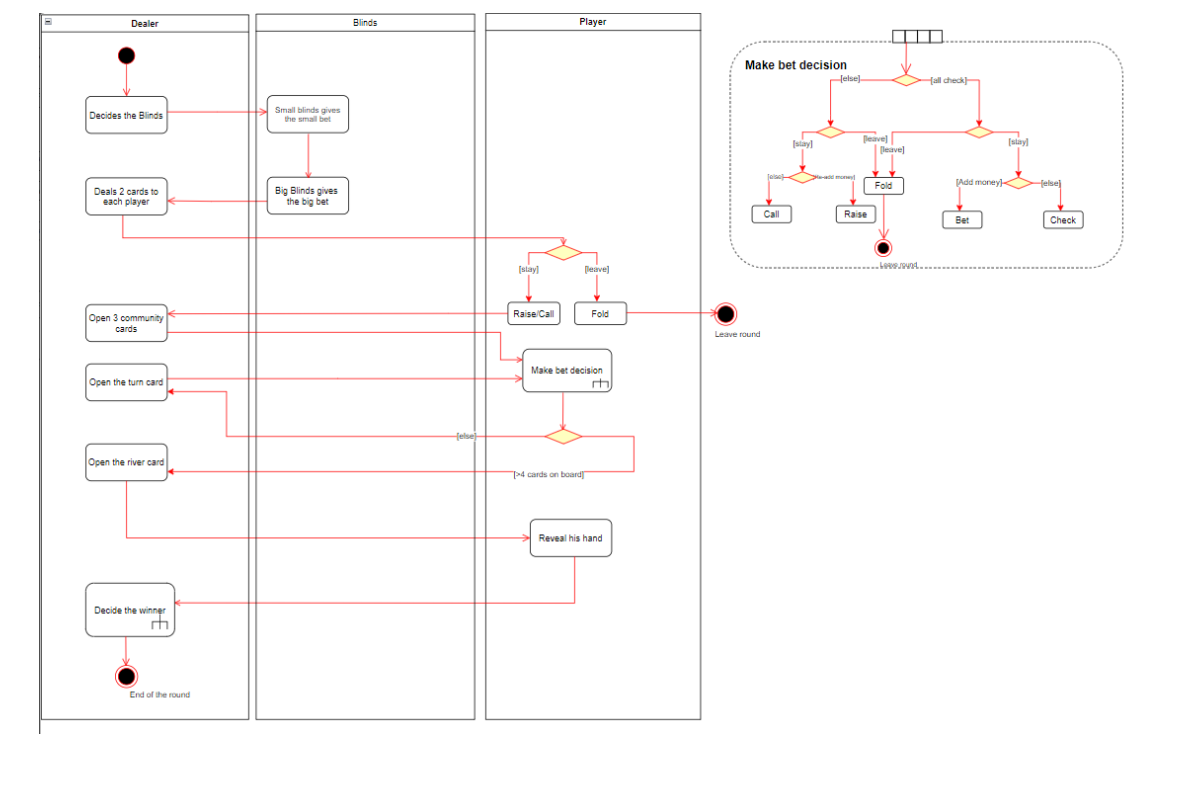 Dealer
Blinds
Player
Decides the Blinds
Small blinds gives
the small bet
Deals 2 cards to
each player
Big Blinds gives
the big bet
[stay]
[leave]
Open 3 community
cards
Raise/Call
Fold
Leave round
Make bet decision
Open the turn card
[else]
Open the river card
[>4 cards on board]
Reveal his hand
Decide the winner
End of the round
Make bet decision
[else]
[all check]
[stay]
[leave]
[leave]
[stay]
[else]
Re-add money]
Fold
[Add money]
[else]
Call
Raise
Bet
Check
Leave round